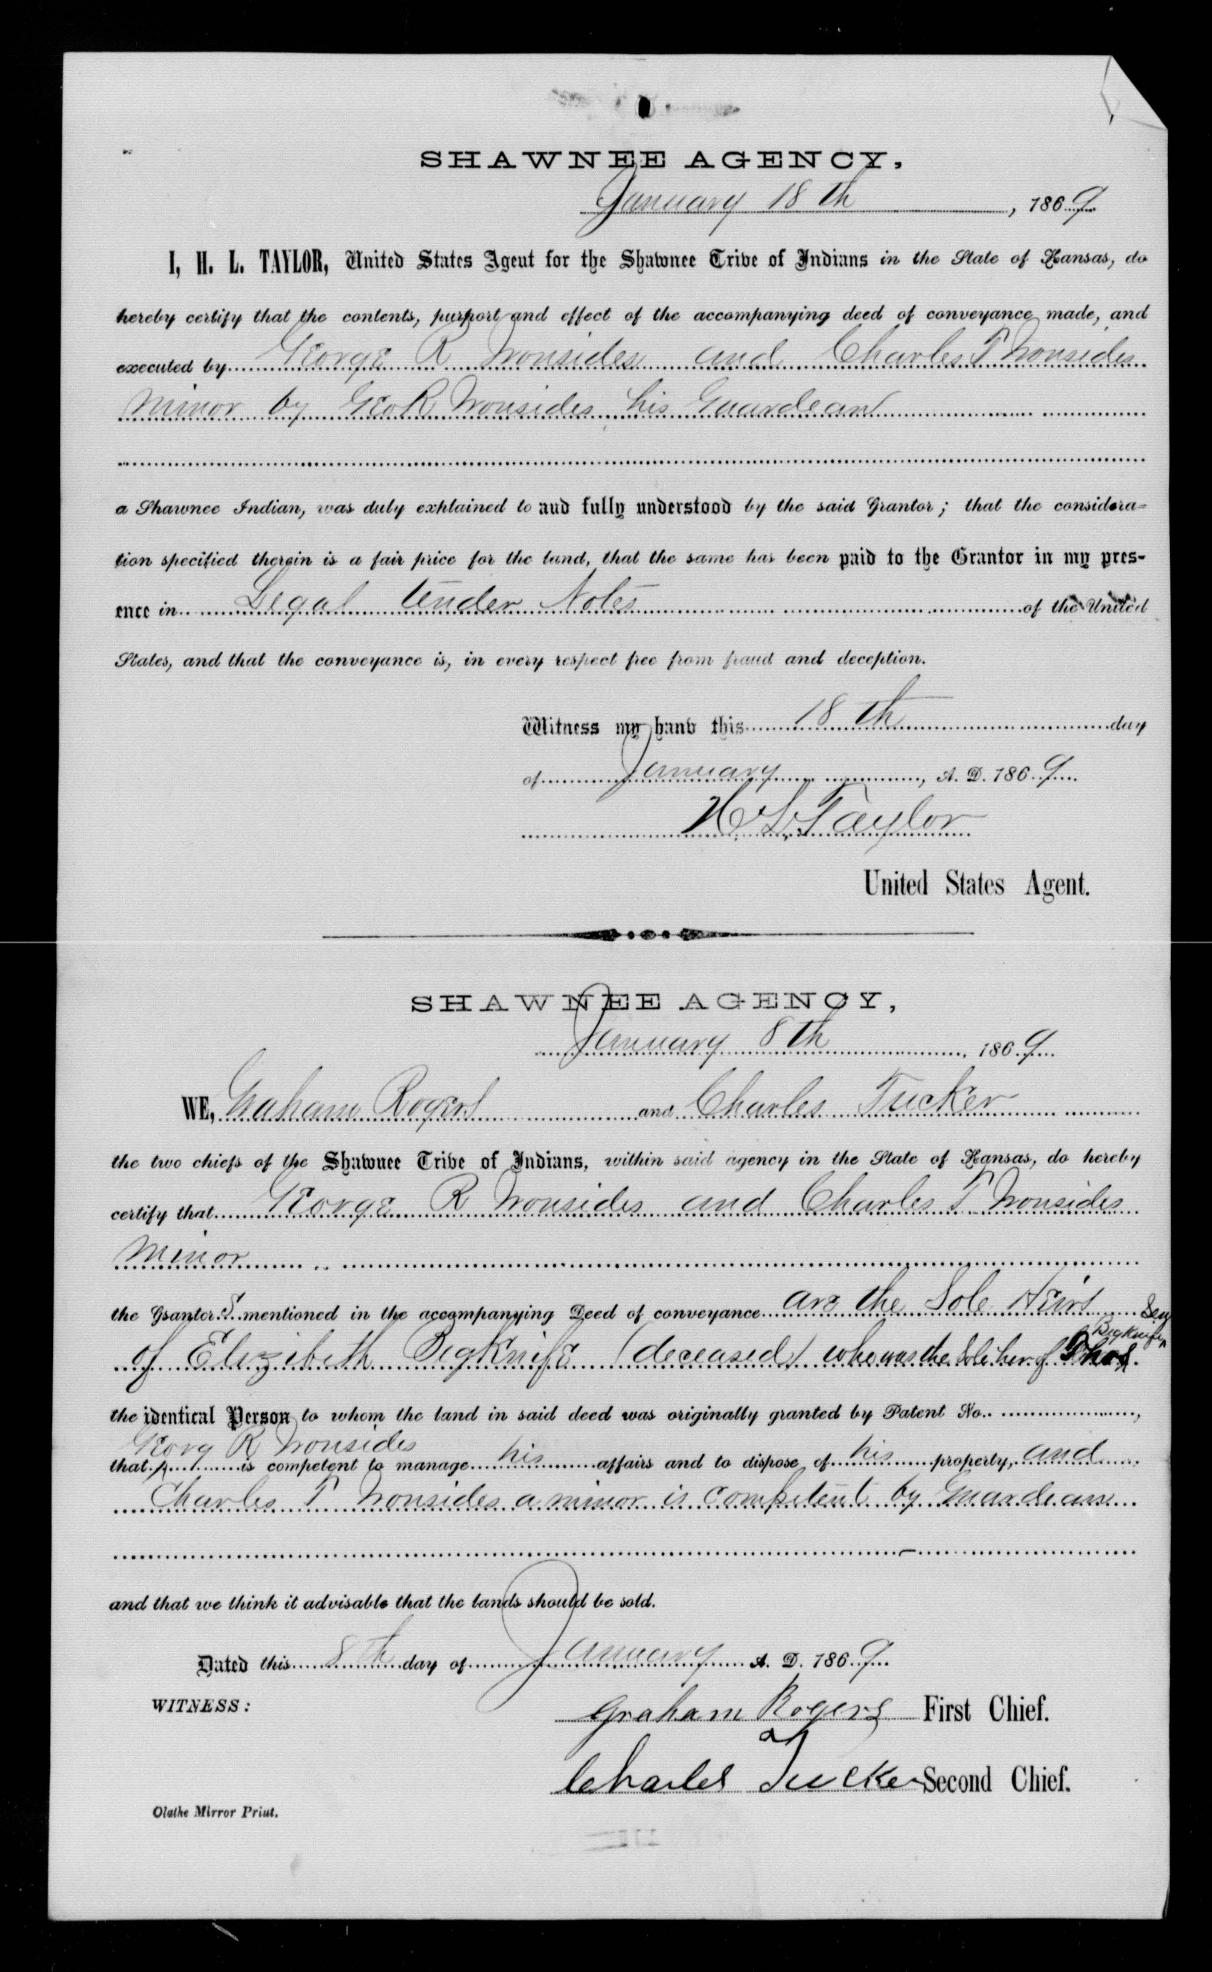 SHAWNEE AGENCY,
January 18th, 1869
I, H. L. TAYLOR, United States Agent for the Shawnee Tribe of Indians in the State of Kansas, do
hereby certify that the contents, purport and effect of the accompanying deed of conveyance made, and
executed by George R Ironsides and Charles T Ironsides
minor by Geo R Ironsides his Guardean
a Shawnee Indian, was duly explained to and fully understood by the said Grantor; that the considera-
tion specified therein is a fair price for the land, that the same has been paid to the Grantor in my pres-
ence in Legal tender Notes of the United
States, and that the conveyance is, in every respect free from fraud and deception.
Witness my hand this 18th day
of January, A. D. 1869
H. L. Taylor
United States Agent.
SHAWNEE AGENCY,
January 8th, 1869
WE, Graham Rogers and Charles Tucker
the two chiefs of the Shawnee Tribe of Indians, within said agency in the State of Kansas, do hereby
certify that George R Ironsides and Charles T Ironsides
minor
the Grantor S mentioned in the accompanying Deed of conveyance are the Sole Heirs
of Elizibeth BegKnife (deceased) who was the Sole heir of Thos. BigKnife
the identical Person to whom the land in said deed was originally granted by Patent No.,
Georg R Ironsides
that is competent to manage his affairs and to dispose of his property, and
Charles T Ironsides a minor is competent by Guardean
and that we think it advisable that the lands should be sold.
Dated this 8th day of January A. D. 1869
WITNESS:
Graham Rogers First Chief.
Charles Tucker Second Chief.
Olathe Mirror Print.